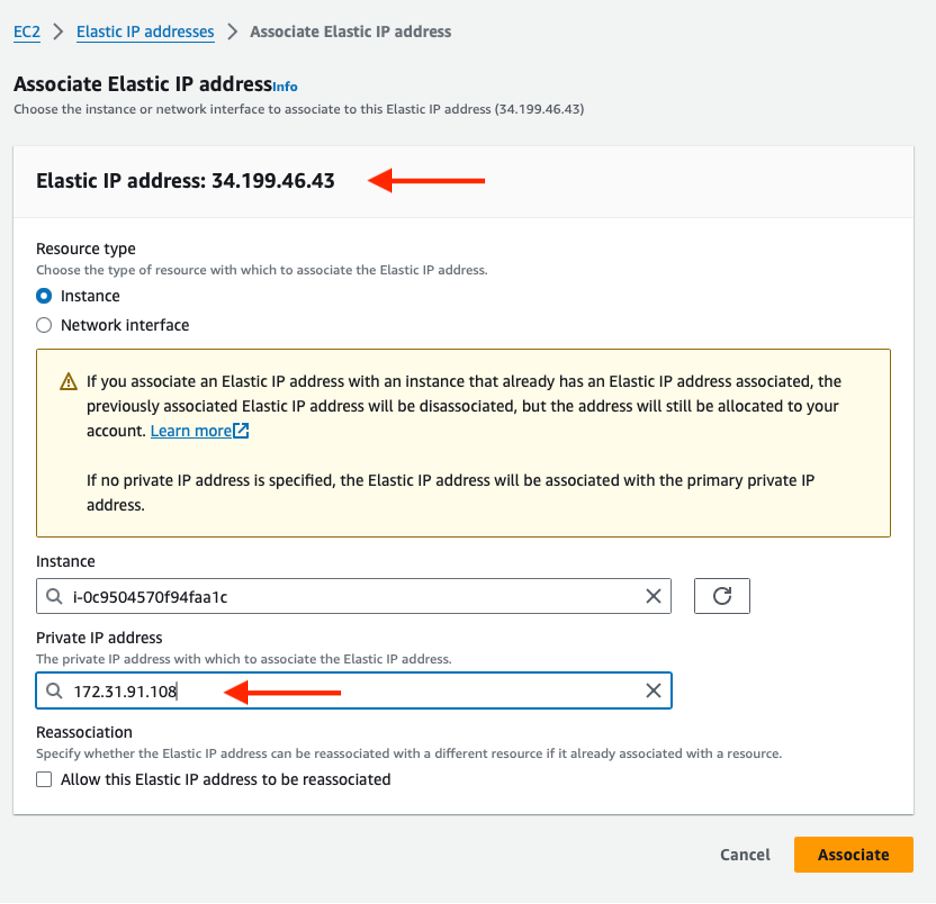 EC2 > Elastic IP addresses > Associate Elastic IP address
Associate Elastic IP address Info
Choose the instance or network interface to associate to this Elastic IP address (34.199.46.43)
Elastic IP address: 34.199.46.43
Resource type
Choose the type of resource with which to associate the Elastic IP address.
Instance
Network interface
If you associate an Elastic IP address with an instance that already has an Elastic IP address associated, the
previously associated Elastic IP address will be disassociated, but the address will still be allocated to your
account. Learn more
If no private IP address is specified, the Elastic IP address will be associated with the primary private IP
address.
Instance
i-0c9504570f94faa1c
Private IP address
The private IP address with which to associate the Elastic IP address.
172.31.91.108
Reassociation
Specify whether the Elastic IP address can be reassociated with a different resource if it already associated with a resource.
Allow this Elastic IP address to be reassociated
Cancel
Associate